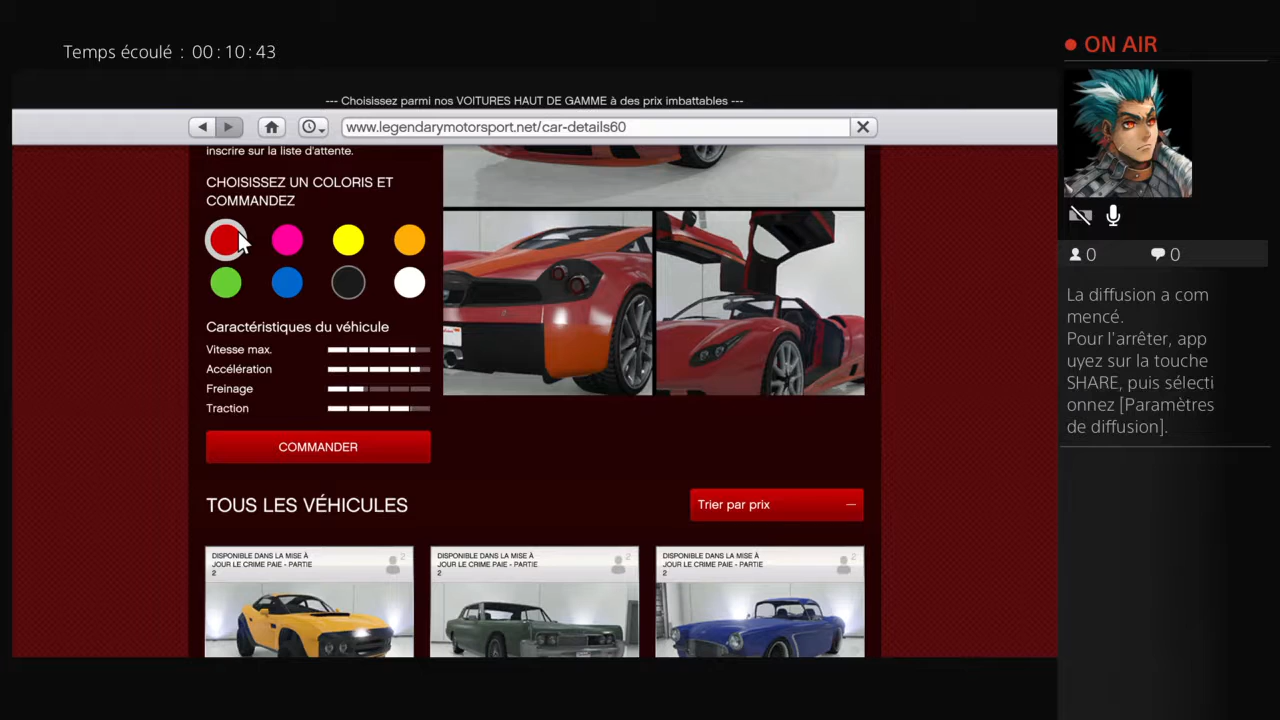 Temps écoulé : 00:10:43
ON AIR
--- Choisissez parmi nos VOITURES HAUT DE GAMME à des prix imbattables ---
www.legendarymotorsport.net/car-details60
inscrire sur la liste d'attente.
CHOISISSEZ UN COLORIS ET
COMMANDEZ
Caractéristiques du véhicule
Vitesse max.
Accélération
Freinage
Traction
COMMANDER
TOUS LES VÉHICULES
Trier par prix
DISPONIBLE DANS LA MISE À
JOUR LE CRIME PAIE - PARTIE
2
2
DISPONIBLE DANS LA MISE À
JOUR LE CRIME PAIE - PARTIE
2
2
DISPONIBLE DANS LA MISE À
JOUR LE CRIME PAIE - PARTIE
2
2
0 0
La diffusion a com
mencé.
Pour l'arrêter, app
uyez sur la touche
SHARE, puis sélecti
onnez [Paramètres
de diffusion].